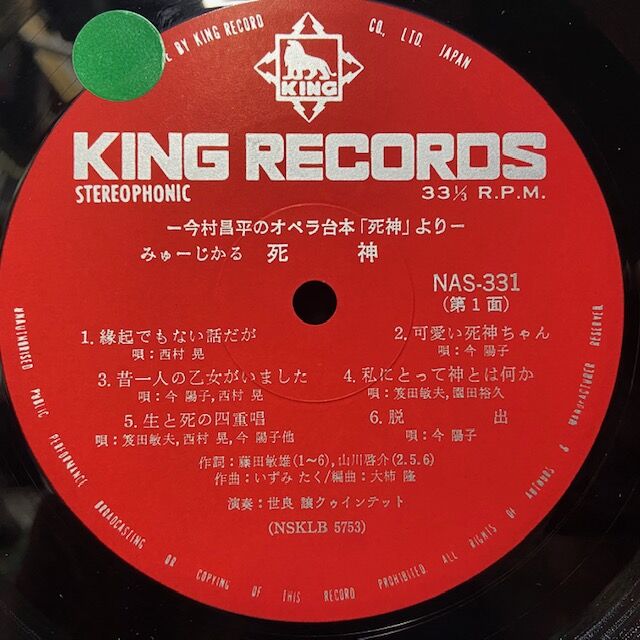 E BY KING RECORD CO., LTD. JAPAN
KING
KING RECORDS
STEREOPHONIC
33 1/3 R.P.M.
ー今村昌平のオペラ台本「死神」よりー
みゅーじかる 死 神
NAS-331
(第1面)
1.縁起でもない話だが
唄:西村 晃
2.可愛い死神ちゃん
唄:今 陽子
3.昔一人の乙女がいました
唄:今 陽子,西村 晃
4.私にとって神とは何か
唄:笈田敏夫,園田裕久
5.生と死の四重唱
唄:笈田敏夫,西村 晃,今 陽子他
6.脱 出
唄:今 陽子
作詞:藤田敏雄(1〜6),山川啓介(2.5.6)
作曲:いずみ たく/編曲:大柿 隆
演奏:世良 譲クゥインテット
(NSKLB 5753)
UNAUTHORISED PUBLIC PERFORMANCE BROADCASTING OR COPYING OF THIS RECORD PROHIBITED ALL RIGHTS OF AUTHORS & MANUFACTURER RESERVED